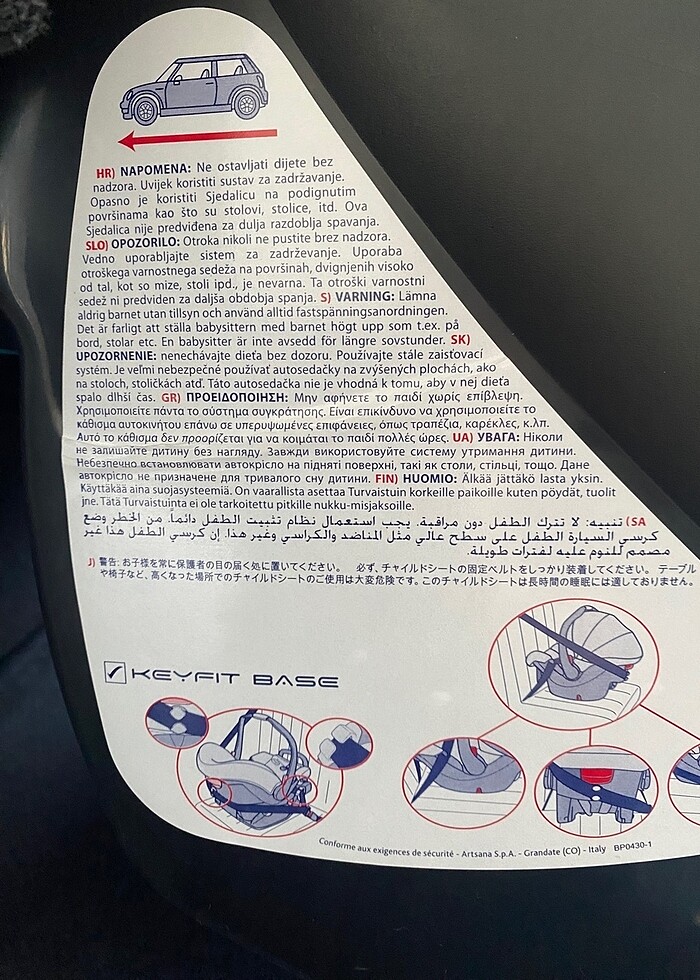 HR) NAPOMENA: Ne ostavljati dijete bez
nadzora. Uvijek koristiti sustav za zadržavanje.
Opasno je koristiti Sjedalicu na podignutim
površinama kao što su stolovi, stolice, itd. Ova
Sjedalica nije predviđena za dulja razdoblja spavanja.
SLO) OPOZORILO: Otroka nikoli ne pustite brez nadzora.
Vedno uporabljajte sistem za zadrževanje. Uporaba
otroškega varnostnega sedeža na površinah, dvignjenih visoko
od tal, kot so mize, stoli ipd., je nevarna. Ta otroški varnostni
sedež ni predviden za daljša obdobja spanja. S) VARNING: Lämna
aldrig barnet utan tillsyn och använd alltid fastspänningsanordningen.
Det är farligt att ställa babysittern med barnet högt upp som t.ex. på
bord, stolar etc. En babysitter är inte avsedd för längre sovstunder. SK)
UPOZORNENIE: nenechávajte dieťa bez dozoru. Používajte stále zaisťovací
systém. Je veľmi nebezpečné používať autosedačky na zvýšených plochách, ako
na stoloch, stoličkách atď. Táto autosedačka nie je vhodná k tomu, aby v nej dieťa
spalo dlhší čas. GR) ΠΡΟΕΙΔΟΠΟΙΗΣΗ: Μην αφήνετε το παιδί χωρίς επίβλεψη.
Χρησιμοποιείτε πάντα το σύστημα συγκράτησης. Είναι επικίνδυνο να χρησιμοποιείτε το
κάθισμα αυτοκινήτου επάνω σε υπερυψωμένες επιφάνειες, όπως τραπέζια, καρέκλες, κ.λπ.
Αυτό το κάθισμα δεν προορίζεται για να κοιμάται το παιδί πολλές ώρες. UA) УВАГА: Ніколи
не залишайте дитину без нагляду. Завжди використовуйте систему утримання дитини.
Небезпечно встановлювати автокрісло на підняті поверхні, такі як столи, стільці, тощо. Дане
автокрісло не призначене для тривалого сну дитини. FIN) HUOMIO: Älkää jättäkö lasta yksin.
Käyttäkää aina suojasysteemiä. On vaarallista asettaa Turvaistuin korkeille paikoille kuten pöydät, tuolit
jne. Tätä Turvaistuinta ei ole tarkoitettu pitkille nukku-misjaksoille.
SA) تنبيه: لا تترك الطفل دون مراقبة. يجب استعمال نظام تثبيت الطفل دائماً. من الخطر وضع
كرسي السيارة الطفل على سطح عالي مثل المناضد والكراسي وغير هذا. إن كرسي الطفل هذا غير
مصمم للنوم عليه لفترات طويلة.
J) 警告: お子様を常に保護者の目の届く処に置いてください。 必ず、チャイルドシートの固定ベルトをしっかり装着してください。 テーブル
や椅子など、高くなった場所でのチャイルドシートのご使用は大変危険です。このチャイルドシートは長時間の睡眠には適しておりません。
KEYFIT BASE
Conforme aux exigences de sécurité - Artsana S.p.A. - Grandate (CO) - Italy BP0430-1